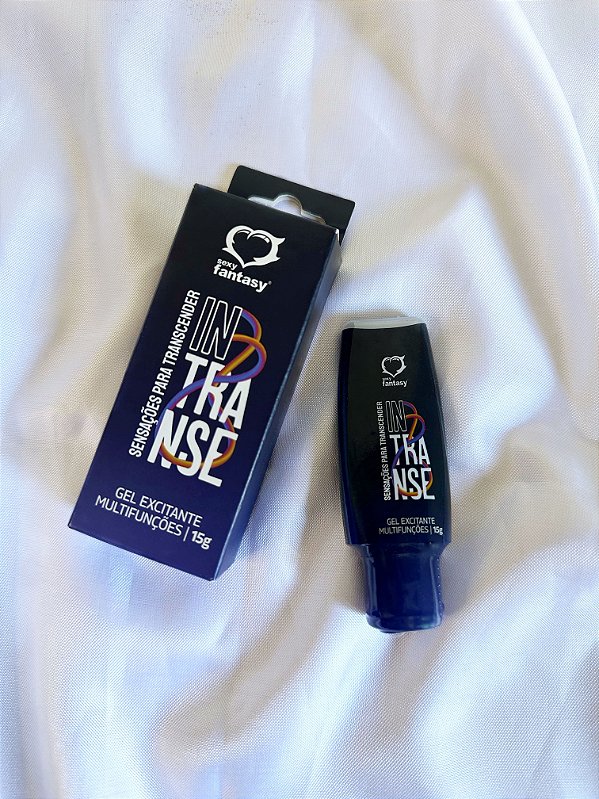 sexy
fantasy®
SENSAÇÕES PARA TRANSCENDER
IN
TRA
NSE
GEL EXCITANTE
MULTIFUNÇÕES | 15g
sexy
fantasy
SENSAÇÕES PARA TRANSCENDER
IN
TRA
NSE
GEL EXCITANTE
MULTIFUNÇÕES | 15g